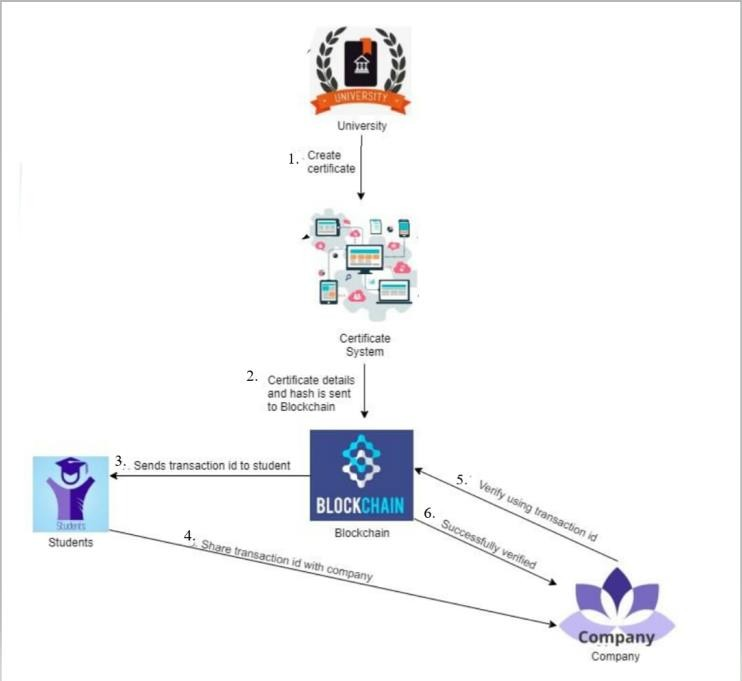 UNIVERSITY
University
1. Create
certificate
Certificate
System
2. Certificate details
and hash is sent
to Blockchain
BLOCKCHAIN
Blockchain
3. Sends transaction id to student
Students
Students
4. Share transaction id with company
5. Verify using transaction id
6. Successfully verified
Company
Company